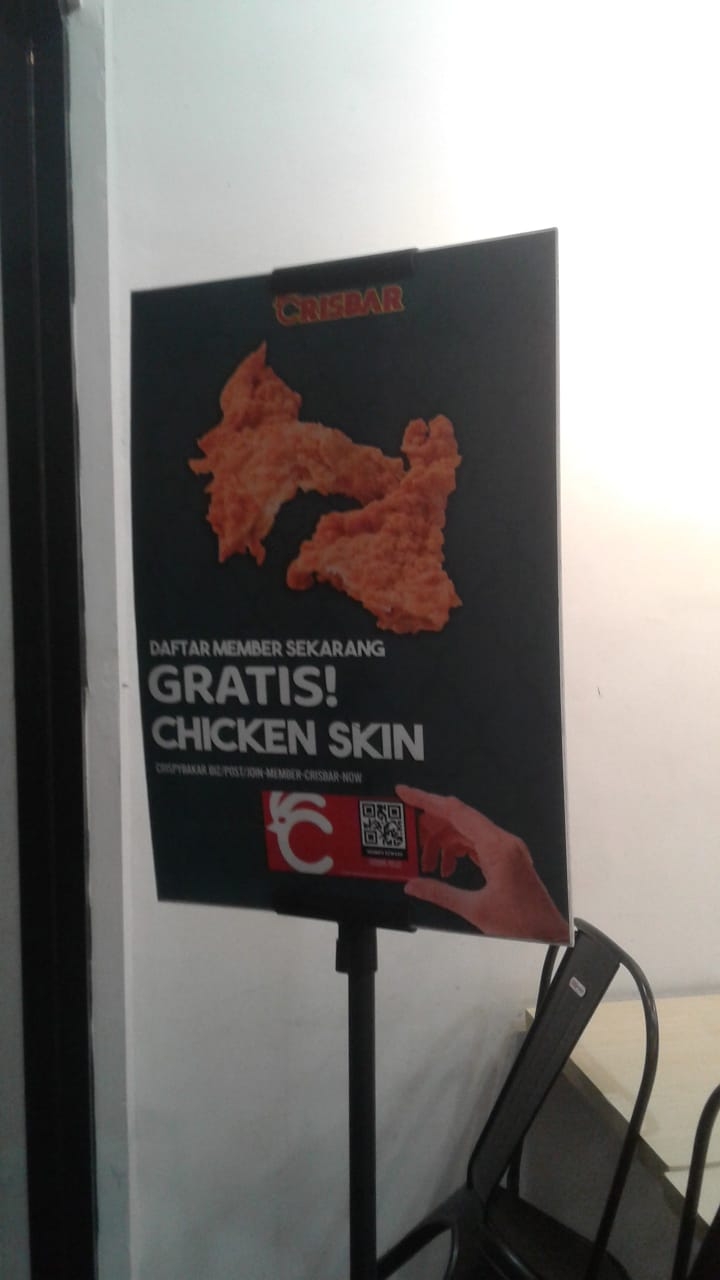 CRISBAR
DAFTAR MEMBER SEKARANG
GRATIS!
CHICKEN SKIN
CRISPYBAKAR.BIZ/POST/JOIN-MEMBER-CRISBAR-NOW